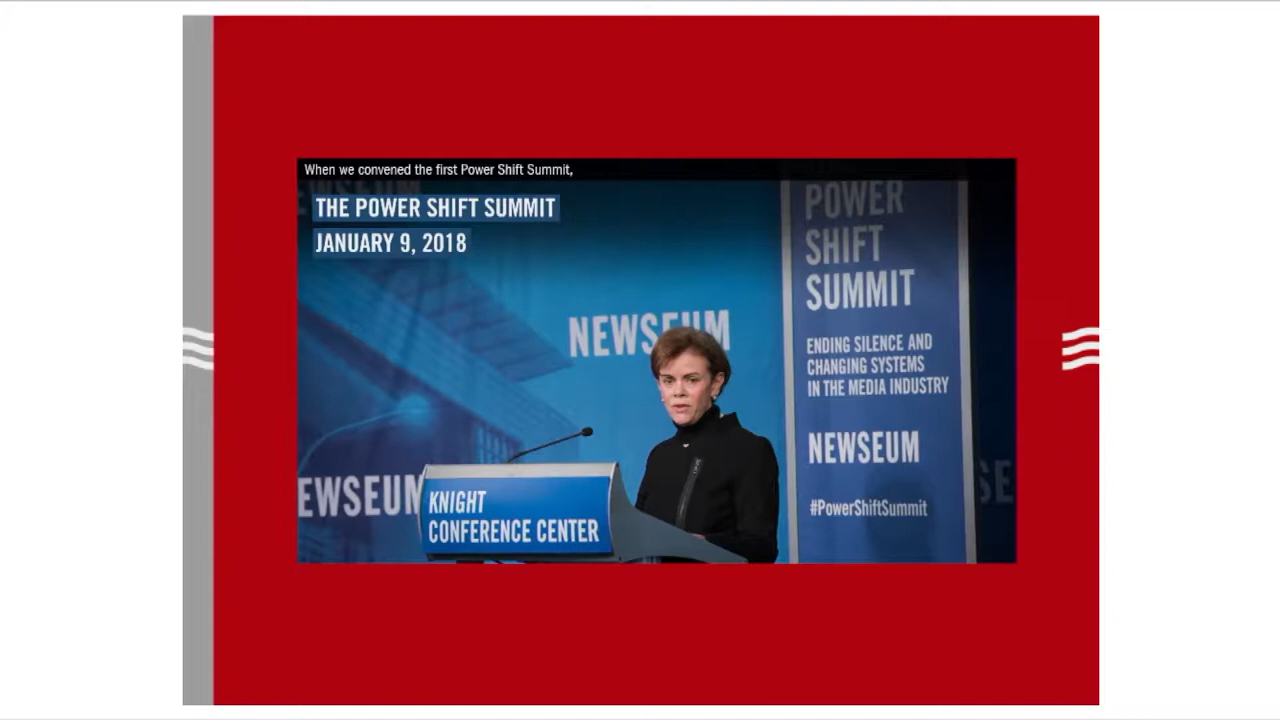 When we convened the first Power Shift Summit,
THE POWER SHIFT SUMMIT
JANUARY 9, 2018
POWER
SHIFT
SUMMIT
NEWSEUM
ENDING SILENCE AND
CHANGING SYSTEMS
IN THE MEDIA INDUSTRY
NEWSEUM
EWSEUM
KNIGHT
CONFERENCE CENTER
#PowerShiftSummit